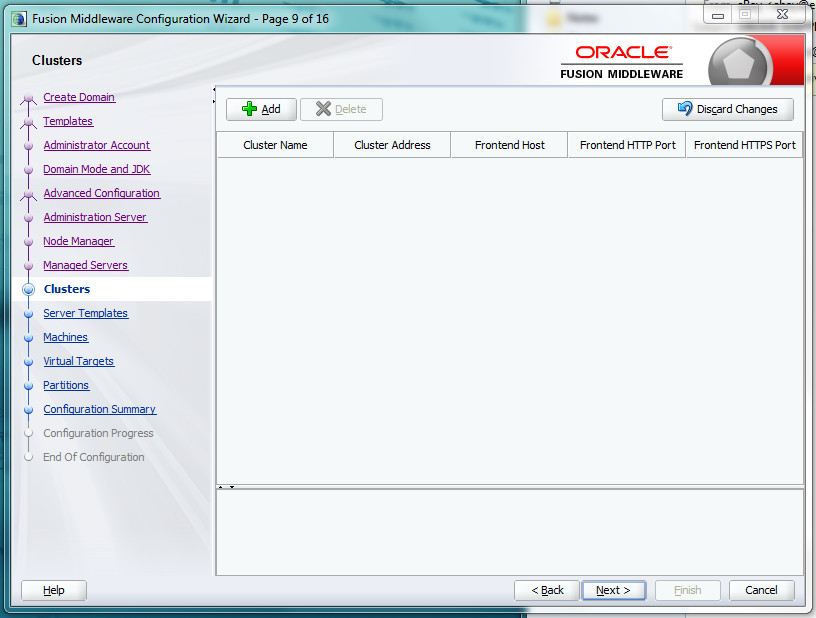 Fusion Middleware Configuration Wizard - Page 9 of 16
Clusters
ORACLE
FUSION MIDDLEWARE
Create Domain
Templates
Administrator Account
Domain Mode and JDK
Advanced Configuration
Administration Server
Node Manager
Managed Servers
Clusters
Server Templates
Machines
Virtual Targets
Partitions
Configuration Summary
Configuration Progress
End Of Configuration
Add Delete Discard Changes
Cluster Name Cluster Address Frontend Host Frontend HTTP Port Frontend HTTPS Port
Help < Back Next > Finish Cancel